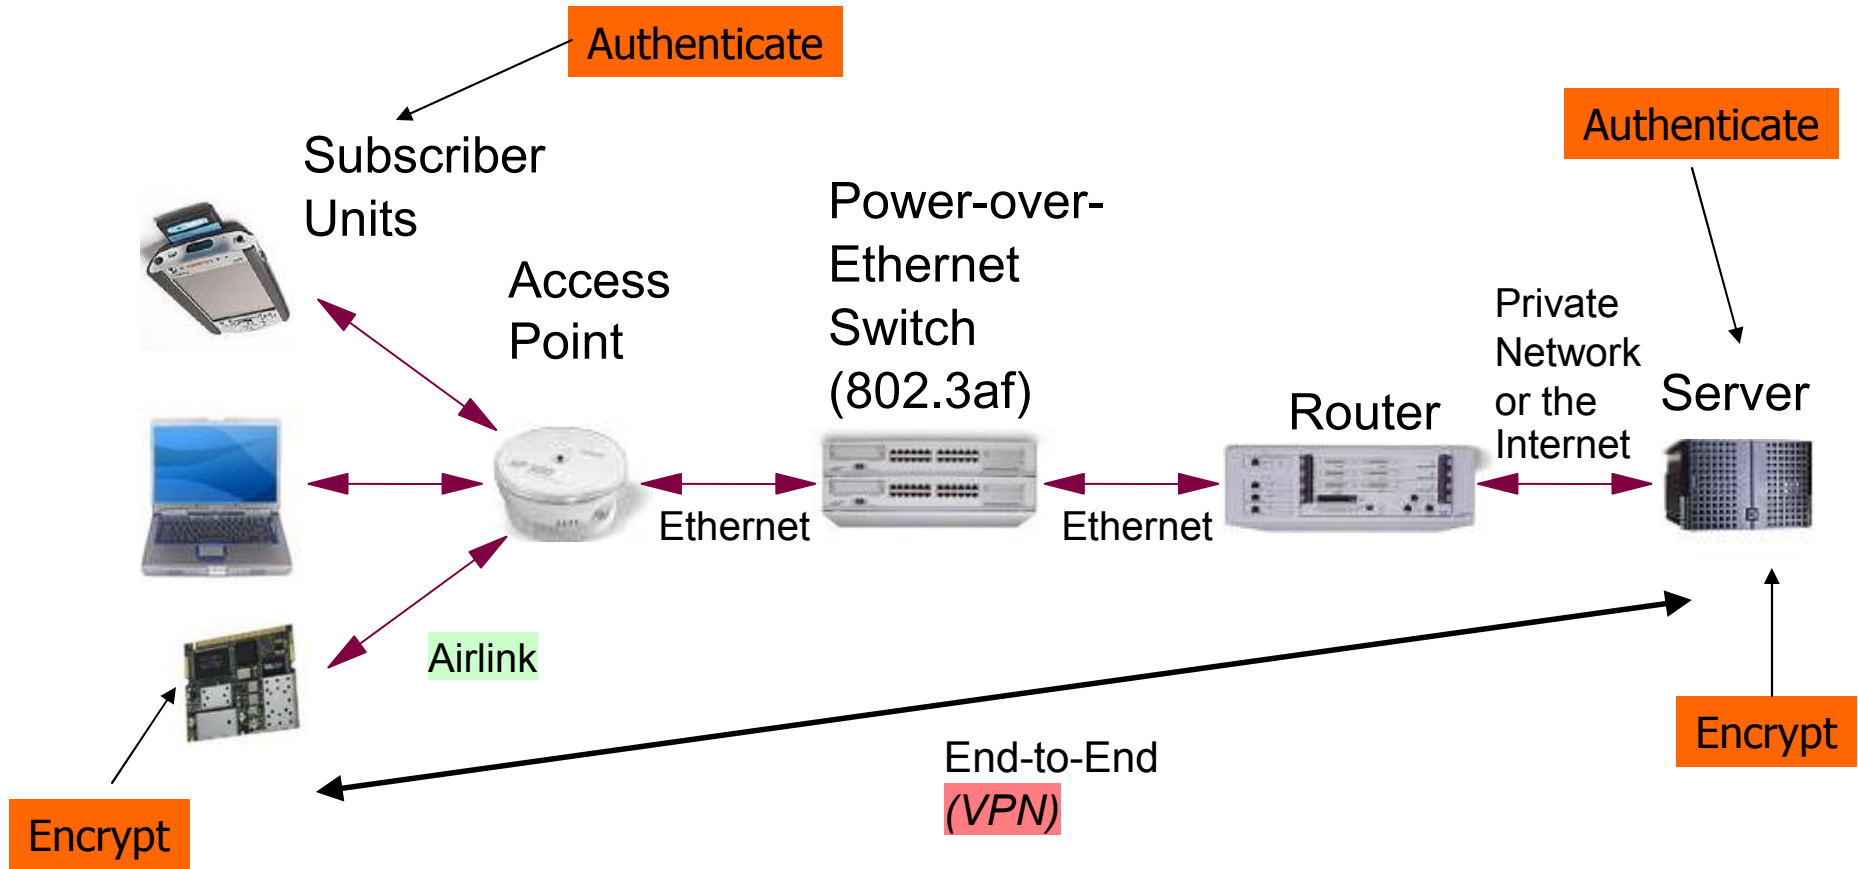 Authenticate
Authenticate
Subscriber
Units
Access
Point
Power-over-
Ethernet
Switch
(802.3af)
Router
Private
Network
or the
Internet
Server
Ethernet
Ethernet
Airlink
End-to-End
(VPN)
Encrypt
Encrypt